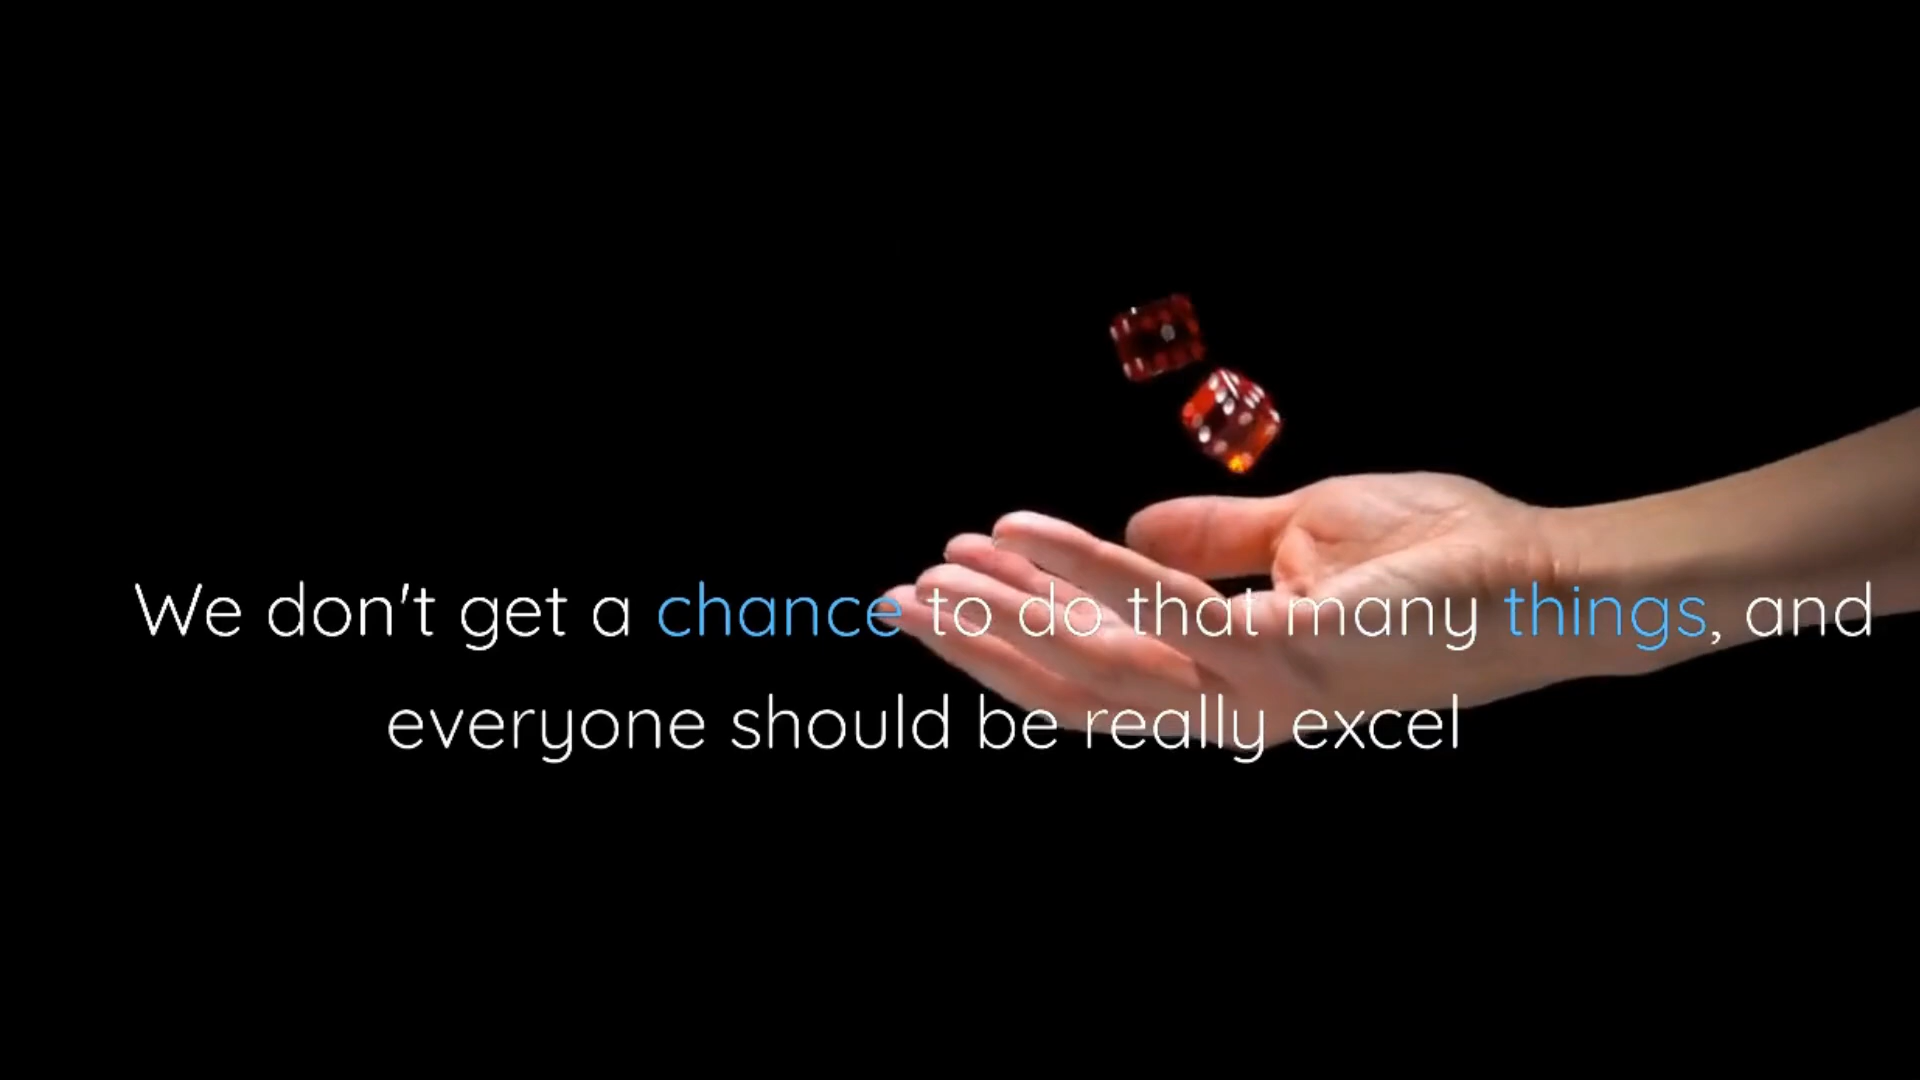 We don't get a chance to do that many things, and
everyone should be really excel